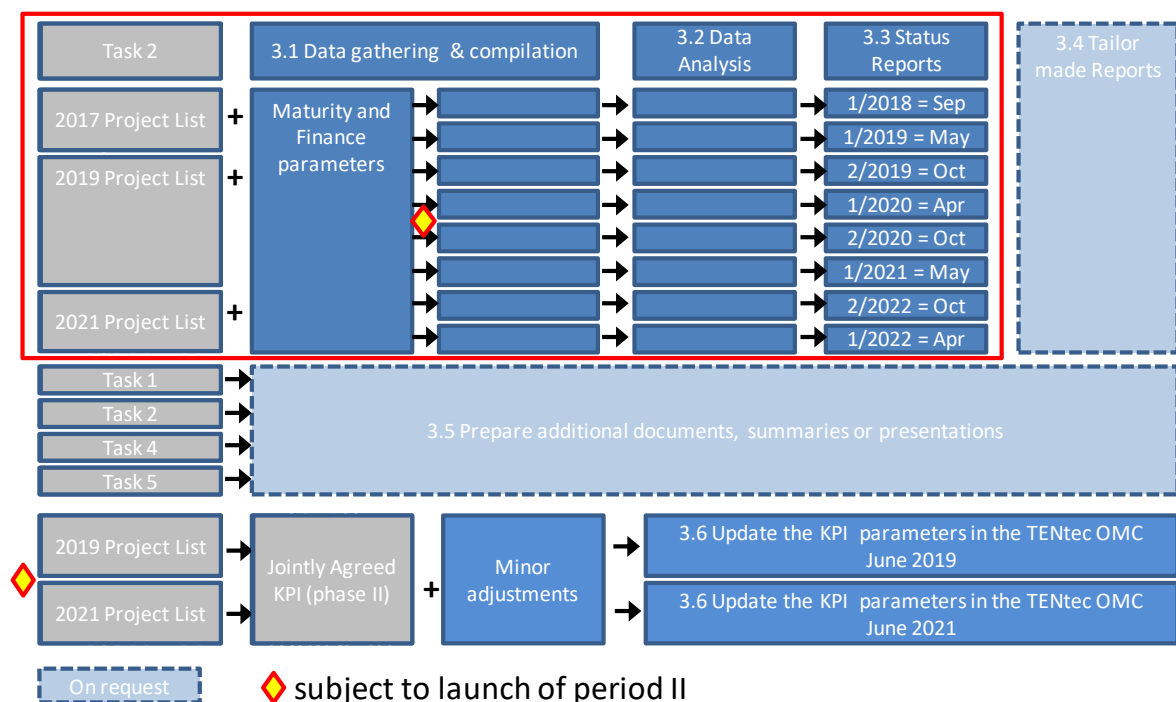 Task 2
3.1 Data gathering & compilation
3.2 Data
Analysis
3.3 Status
Reports
3.4 Tailor
made Reports
2017 Project List
+
Maturity and
Finance
parameters
1/2018 = Sep
1/2019 = May
2019 Project List
+
2/2019 = Oct
1/2020 = Apr
2/2020 = Oct
1/2021 = May
2021 Project List
+
2/2022 = Oct
1/2022 = Apr
Task 1
Task 2
Task 4
Task 5
3.5 Prepare additional documents, summaries or presentations
2019 Project List
2021 Project List
Jointly Agreed
KPI (phase II)
+
Minor
adjustments
3.6 Update the KPI parameters in the TENtec OMC
June 2019
3.6 Update the KPI parameters in the TENtec OMC
June 2021
On request
subject to launch of period II